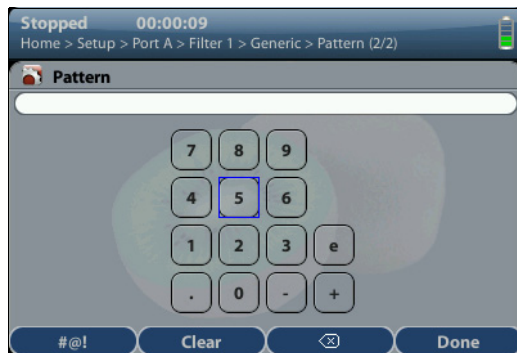 Stopped 00:00:09
Home > Setup > Port A > Filter 1 > Generic > Pattern (2/2)
Pattern
7 8 9
4 5 6
1 2 3 e
. 0 - +
#@! Clear Done